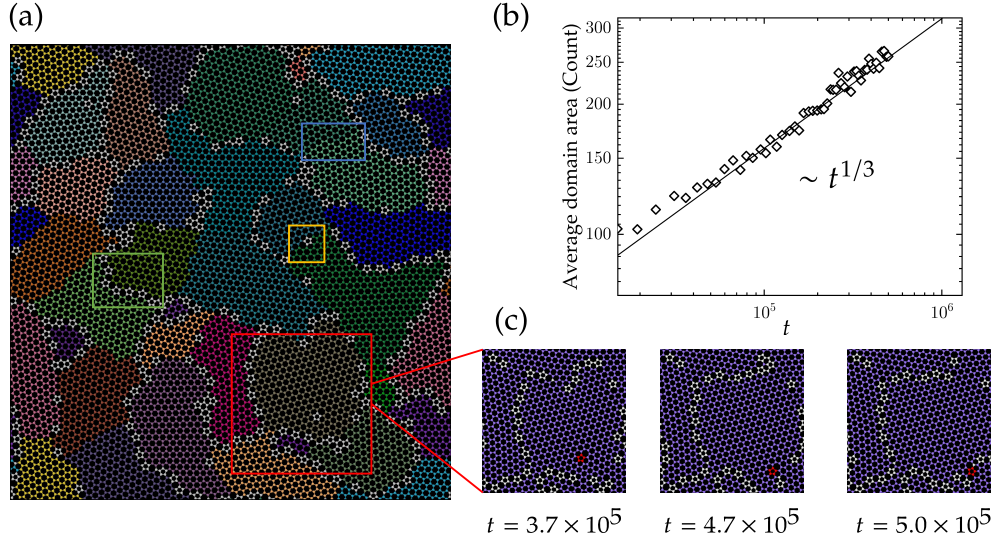 (a)
(b)
Average domain area (Count)
300
250
200
150
100
~ t^{1/3}
10^5
10^6
t
(c)
t = 3.7 × 10^5
t = 4.7 × 10^5
t = 5.0 × 10^5